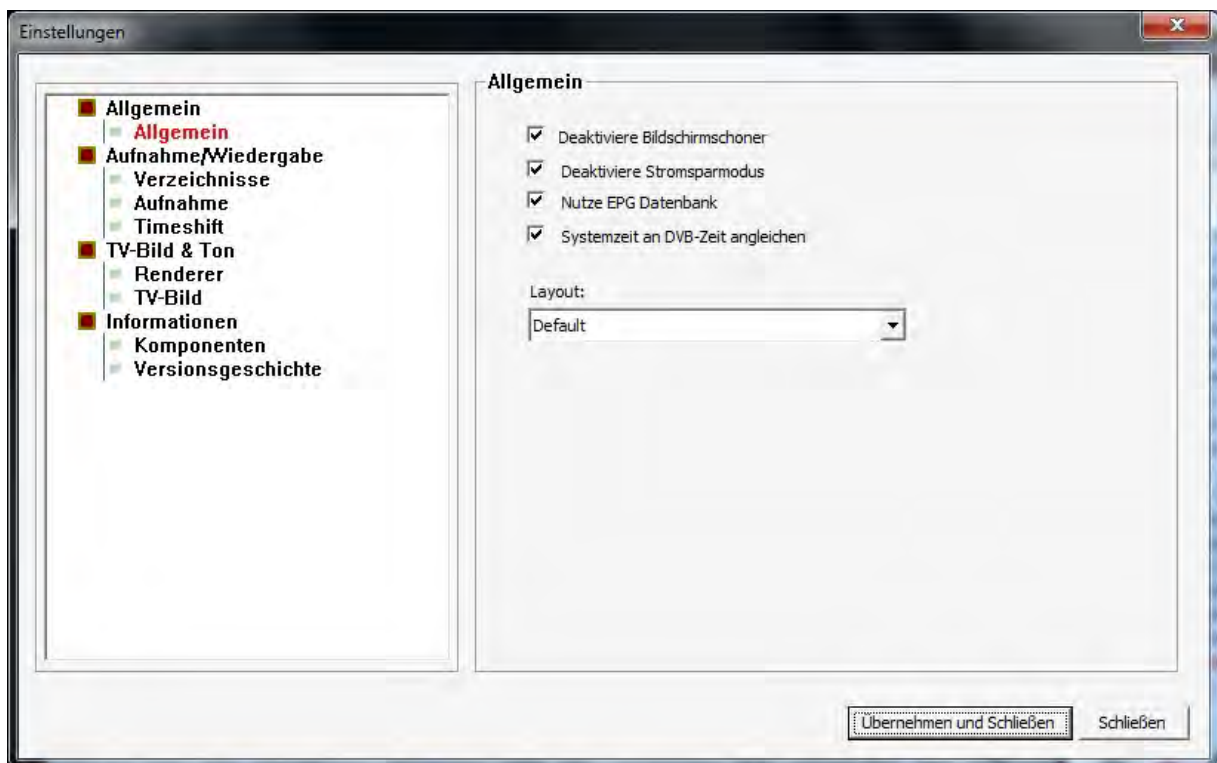 Einstellungen
Allgemein
Allgemein
Aufnahme/Wiedergabe
Verzeichnisse
Aufnahme
Timeshift
TV-Bild & Ton
Renderer
TV-Bild
Informationen
Komponenten
Versionsgeschichte
Allgemein
Deaktiviere Bildschirmschoner
Deaktiviere Stromsparmodus
Nutze EPG Datenbank
Systemzeit an DVB-Zeit angleichen
Layout:
Default
Übernehmen und Schließen
Schließen